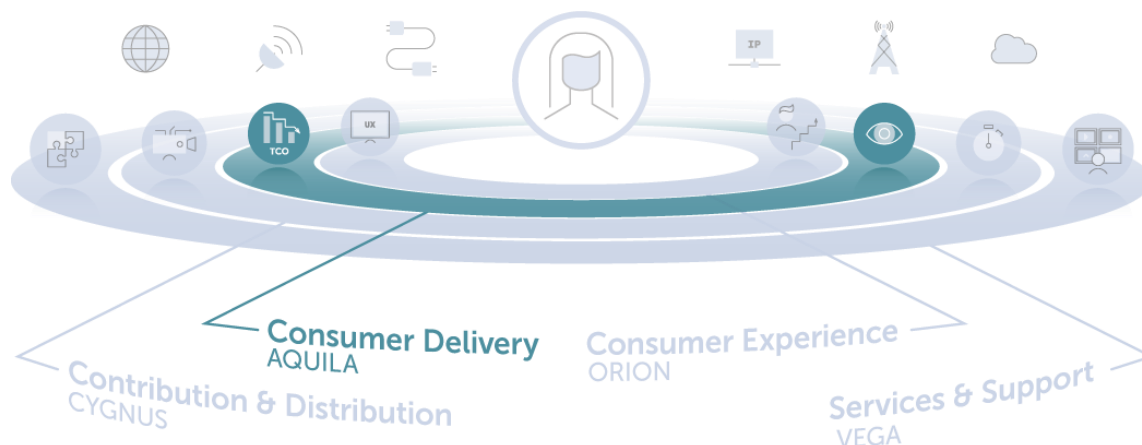 IP
UX
TCO
Consumer Delivery
AQUILA
Consumer Experience
ORION
Contribution & Distribution
CYGNUS
Services & Support
VEGA